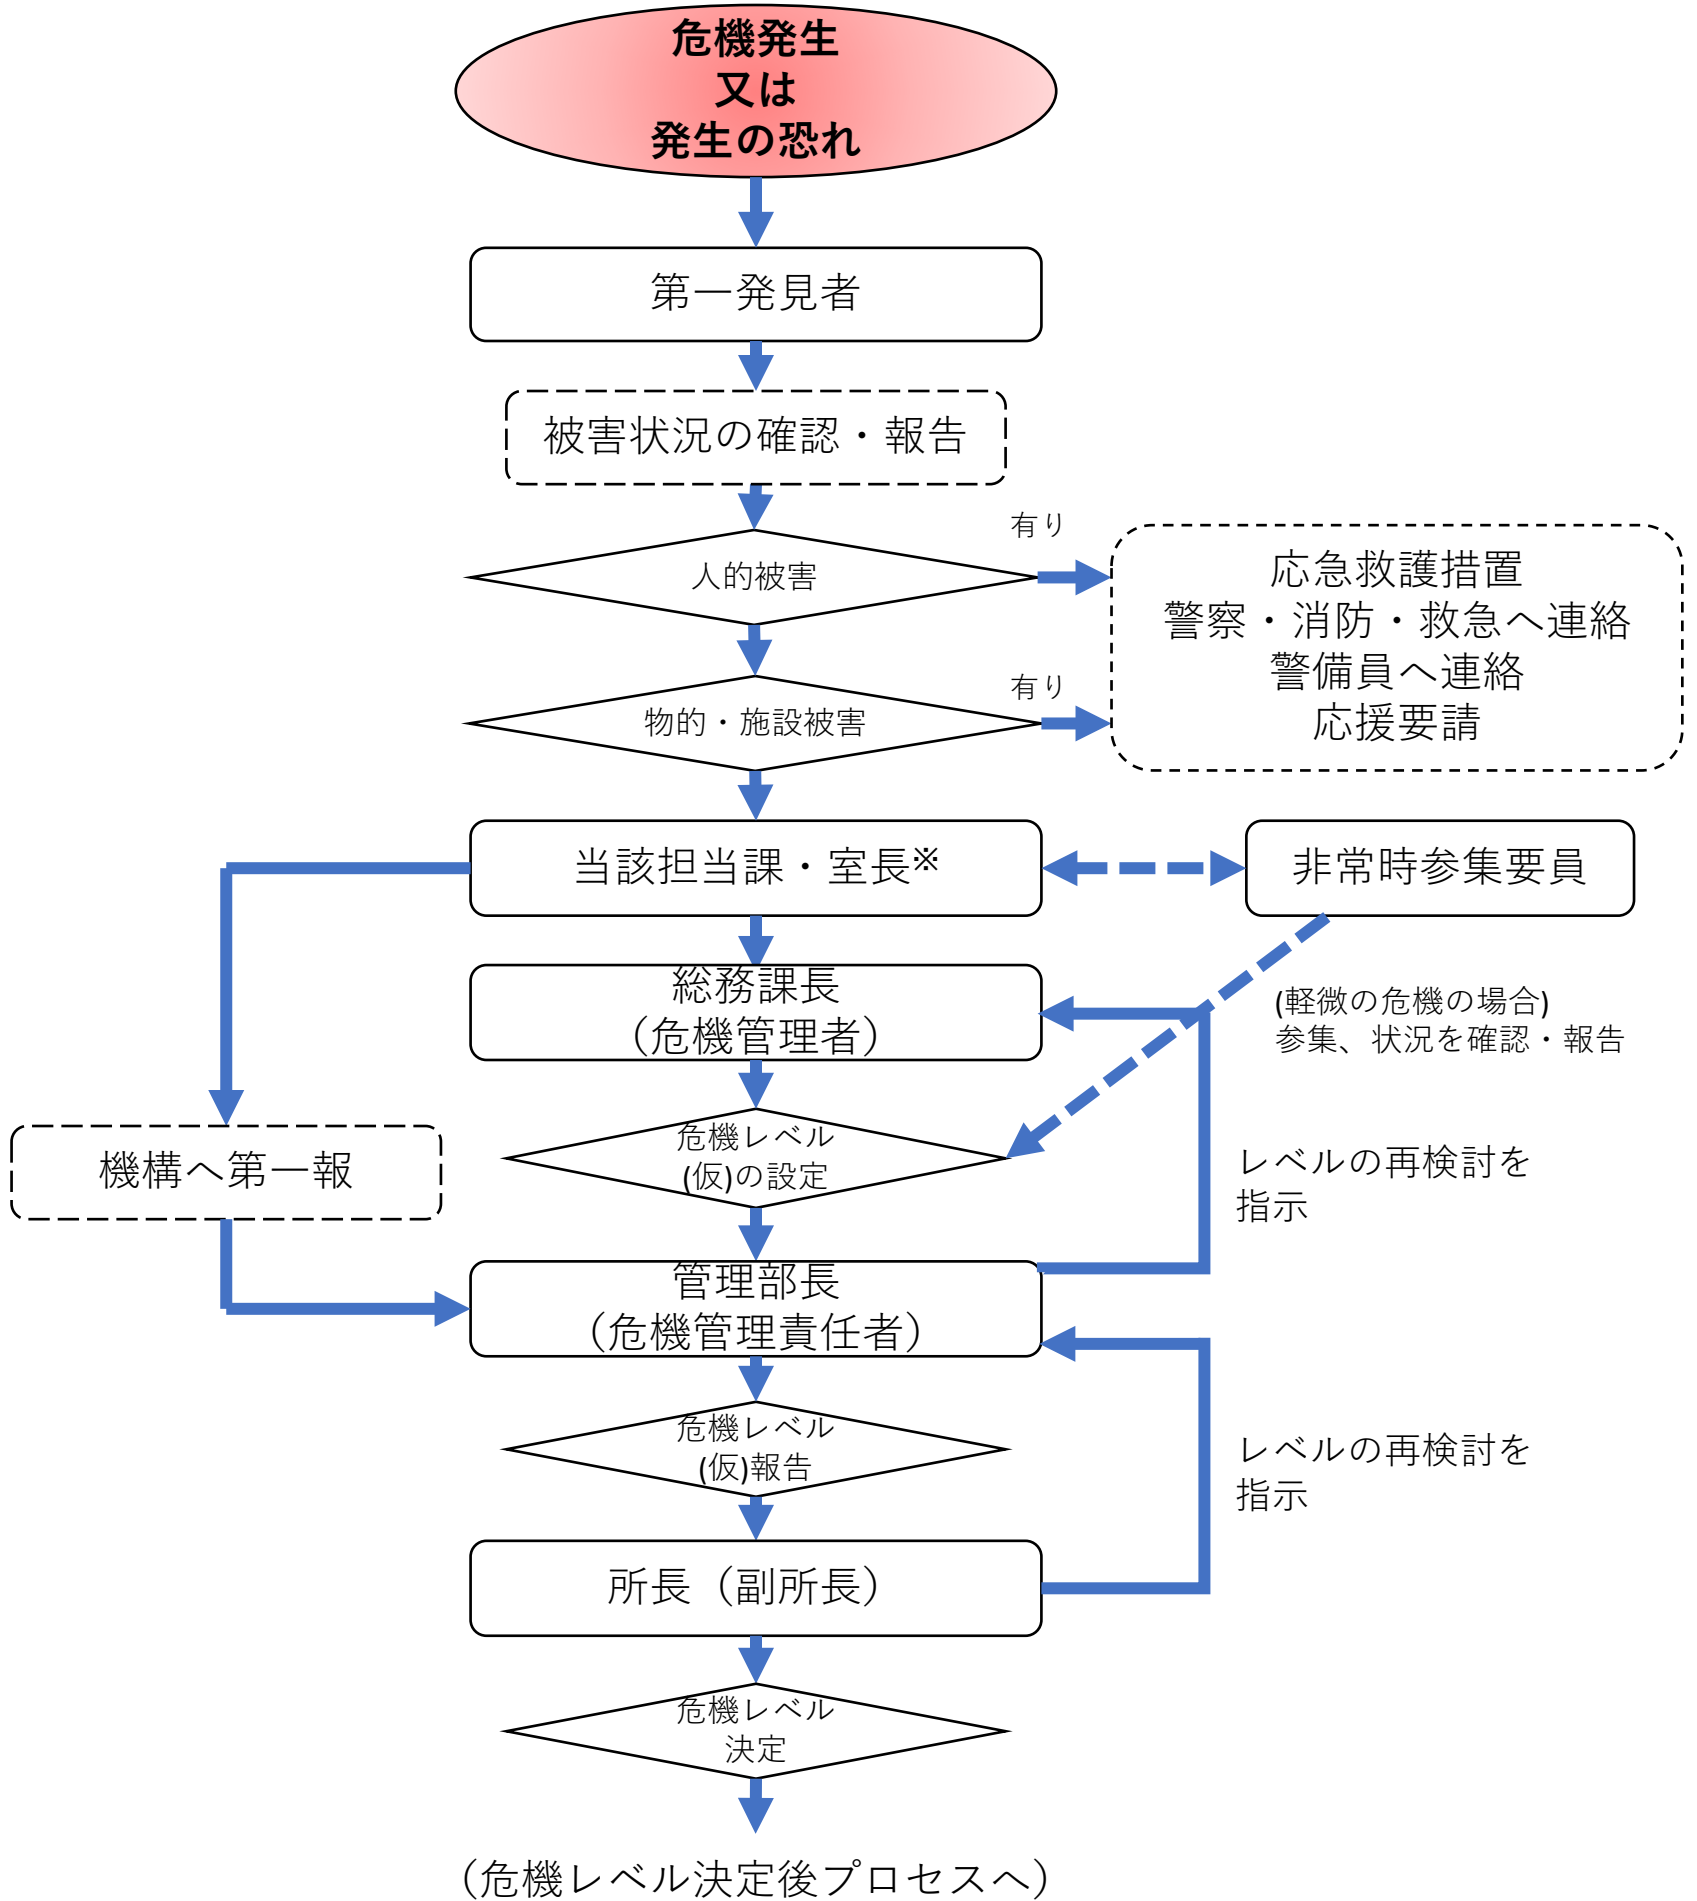 危機発生
又は
発生の恐れ
第一発見者
被害状況の確認・報告
人的被害
有り
応急救護措置
警察・消防・救急へ連絡
警備員へ連絡
応援要請
物的・施設被害
有り
当該担当課・室長※
非常時参集要員
総務課長
（危機管理者）
(軽微の危機の場合)
参集、状況を確認・報告
危機レベル
(仮)の設定
機構へ第一報
レベルの再検討を
指示
管理部長
（危機管理責任者）
危機レベル
(仮)報告
レベルの再検討を
指示
所長（副所長）
危機レベル
決定
（危機レベル決定後プロセスへ）